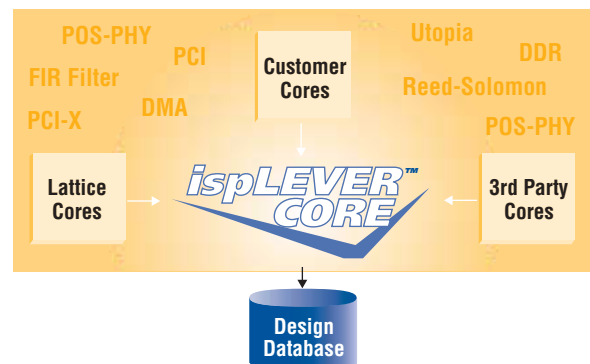 POS-PHY
PCI
FIR Filter
PCI-X
DMA
Customer
Cores
Utopia
DDR
Reed-Solomon
POS-PHY
Lattice
Cores
ispLEVER™
CORE
3rd Party
Cores
Design
Database